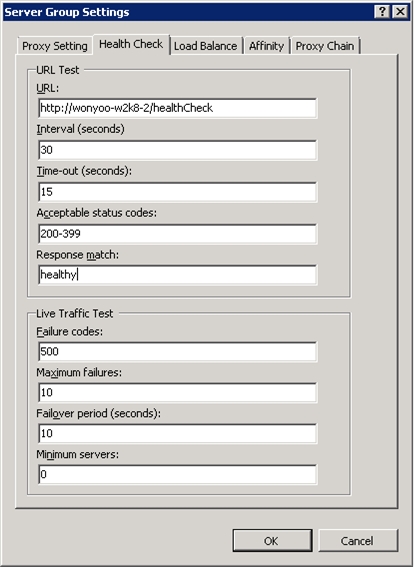 Server Group Settings
Proxy Setting Health Check Load Balance Affinity Proxy Chain
URL Test
URL:
http://wonyoo-w2k8-2/healthCheck
Interval (seconds)
30
Time-out (seconds):
15
Acceptable status codes:
200-399
Response match:
healthy
Live Traffic Test
Failure codes:
500
Maximum failures:
10
Failover period (seconds):
10
Minimum servers:
0
OK Cancel